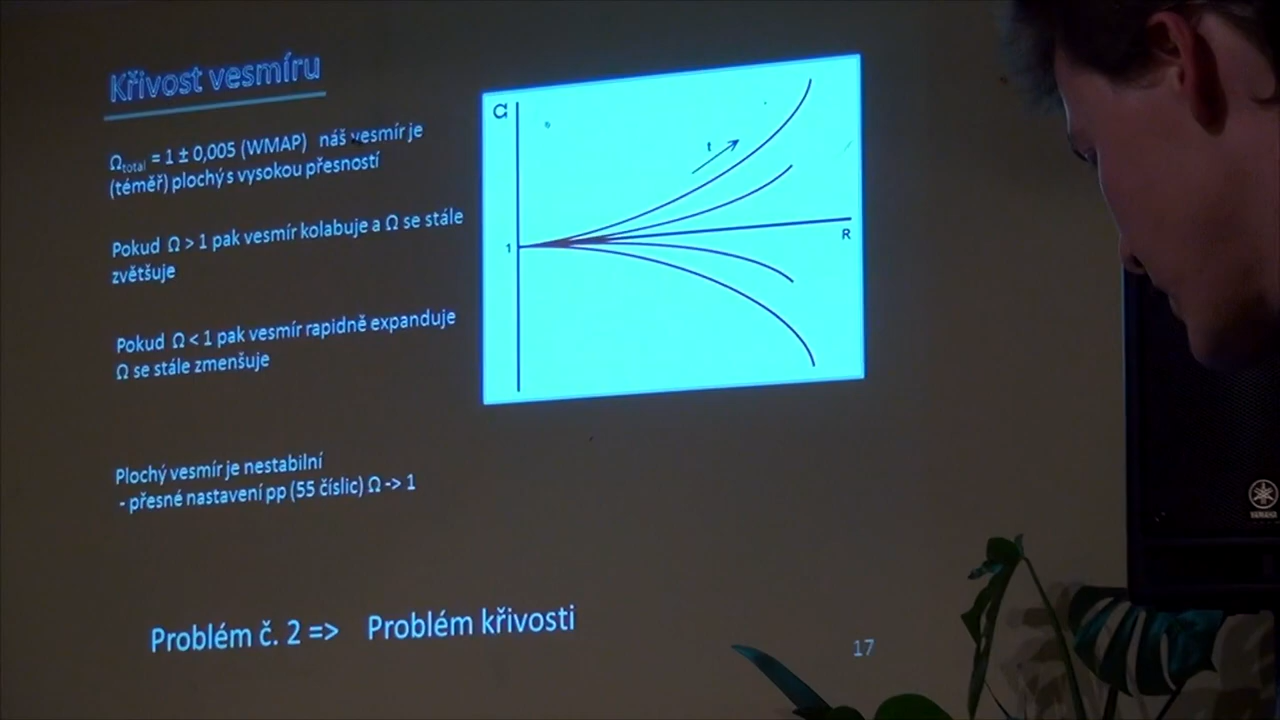 Křivost vesmíru
Ωtotal = 1 ± 0,005 (WMAP) náš vesmír je
(téměř) plochý s vysokou přesností
Pokud Ω > 1 pak vesmír kolabuje a Ω se stále
zvětšuje
Pokud Ω < 1 pak vesmír rapidně expanduje
Ω se stále zmenšuje
Plochý vesmír je nestabilní
- přesné nastavení pp (55 číslic) Ω -> 1
Problém č. 2 => Problém křivosti
17
Ω
t
1
R
YAMAHA